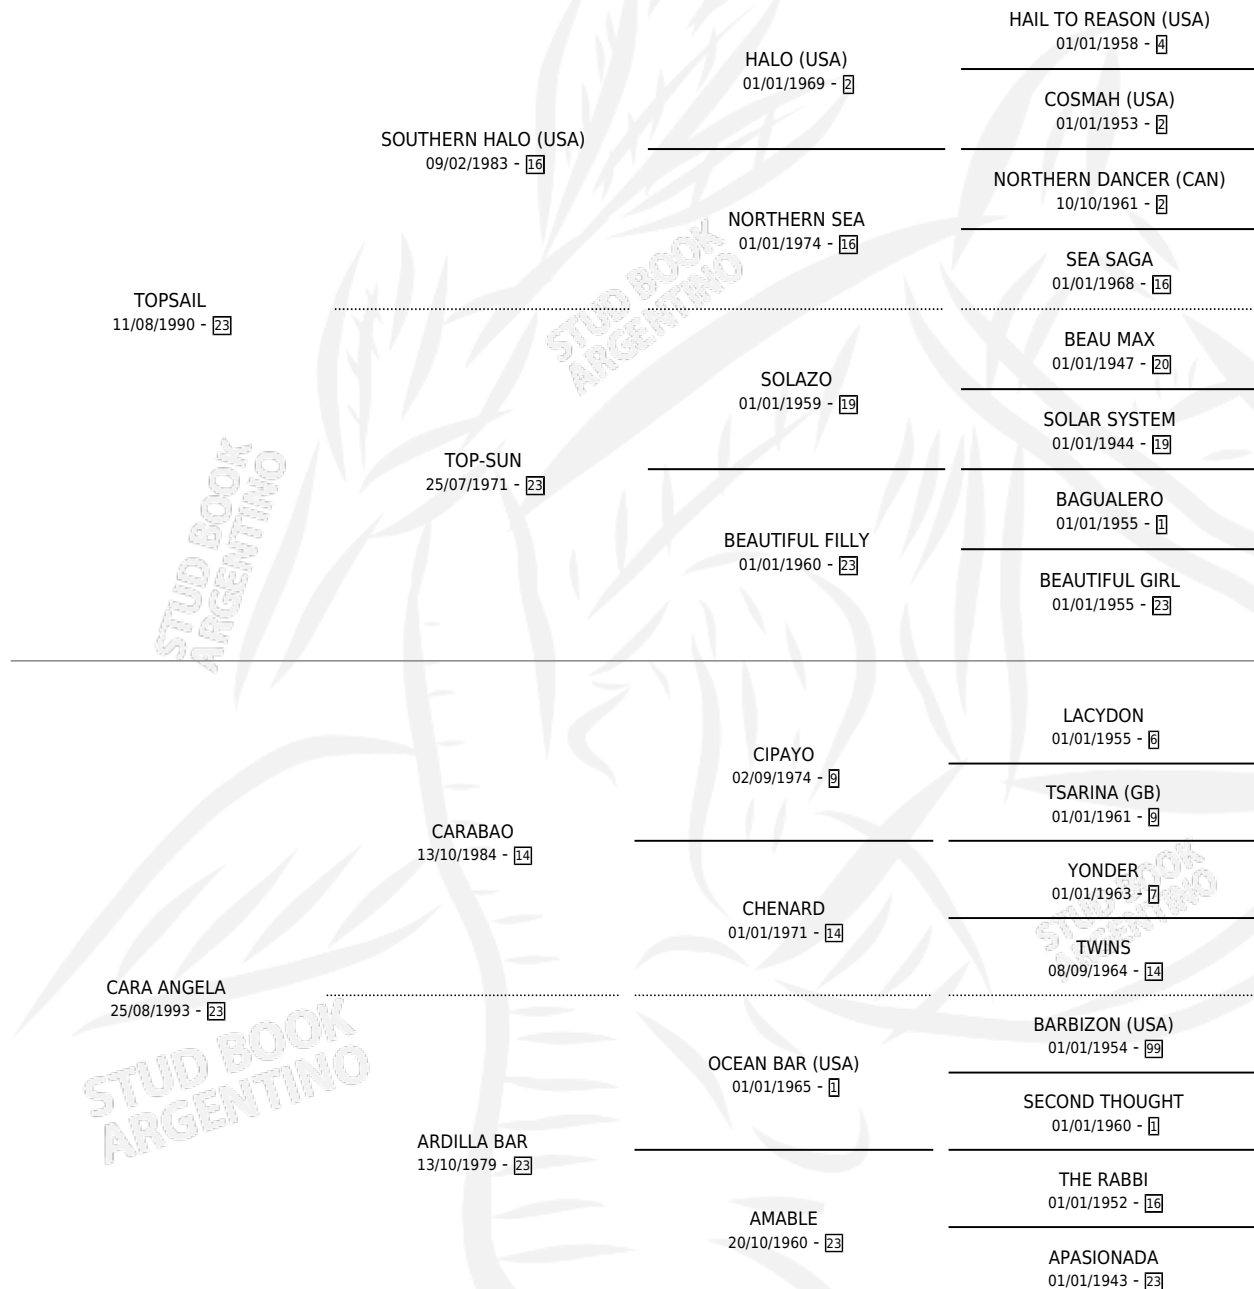 HAIL TO REASON (USA)
01/01/1958 - 4
HALO (USA)
01/01/1969 - 2
COSMAH (USA)
01/01/1953 - 2
SOUTHERN HALO (USA)
09/02/1983 - 16
NORTHERN DANCER (CAN)
10/10/1961 - 2
NORTHERN SEA
01/01/1974 - 16
SEA SAGA
01/01/1968 - 16
TOPSAIL
11/08/1990 - 23
BEAU MAX
01/01/1947 - 20
SOLAZO
01/01/1959 - 19
SOLAR SYSTEM
01/01/1944 - 19
TOP-SUN
25/07/1971 - 23
BAGUALERO
01/01/1955 - 1
BEAUTIFUL FILLY
01/01/1960 - 23
BEAUTIFUL GIRL
01/01/1955 - 23
LACYDON
01/01/1955 - 6
CIPAYO
02/09/1974 - 9
TSARINA (GB)
01/01/1961 - 9
CARABAO
13/10/1984 - 14
YONDER
01/01/1963 - 7
CHENARD
01/01/1971 - 14
TWINS
08/09/1964 - 14
CARA ANGELA
25/08/1993 - 23
BARBIZON (USA)
01/01/1954 - 99
OCEAN BAR (USA)
01/01/1965 - 1
SECOND THOUGHT
01/01/1960 - 1
ARDILLA BAR
13/10/1979 - 23
THE RABBI
01/01/1952 - 16
AMABLE
20/10/1960 - 23
APASIONADA
01/01/1943 - 23
STUD BOOK
ARGENTINO
STUD BOOK
ARGENTINO
STUD BOOK
ARGENTINO
STUD BOOK
ARGENTINO